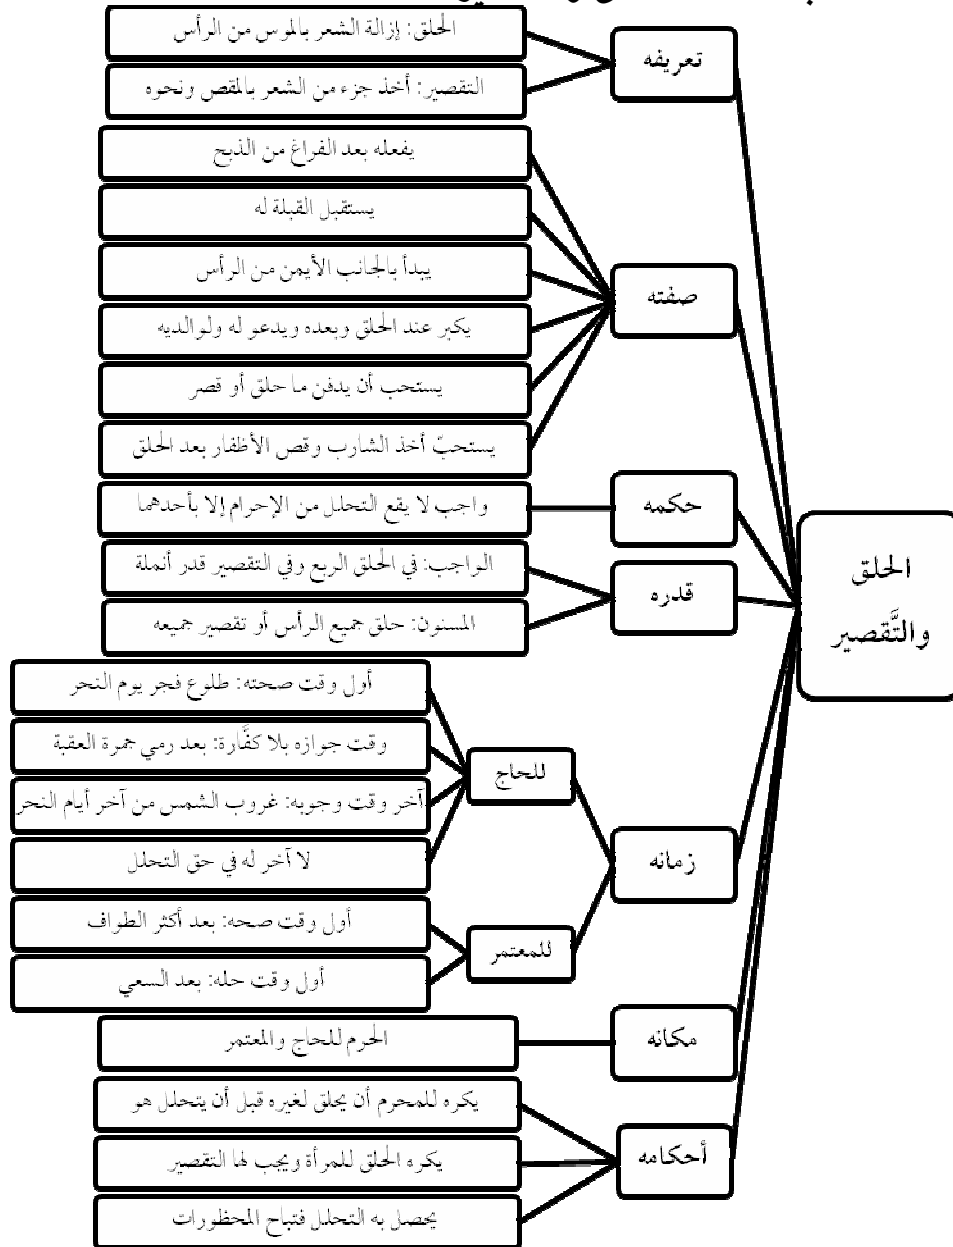 الحلق
والتَّقصير
تعريفه
الحلق: إزالة الشعر بالموس من الرأس
التقصير: أخذ جزء من الشعر بالمقص ونحوه
صفته
يفعله بعد الفراغ من الذبح
يستقبل القبلة له
يبدأ بالجانب الأيمن من الرأس
يكبر عند الحلق وبعده ويدعو له ولوالديه
يستحب أن يدفن ما حلق أو قصر
يستحبّ أخذ الشارب وقص الأظفار بعد الحلق
حكمه
واجب لا يقع التحلل من الإحرام إلا بأحدهما
قدره
الواجب: في الحلق الربع وفي التقصير قدر أنملة
المسنون: حلق جميع الرأس أو تقصير جميعه
زمانه
للحاج
أول وقت صحته: طلوع فجر يوم النحر
وقت جوازه بلا كفَّارة: بعد رمي جمرة العقبة
آخر وقت وجوبه: غروب الشمس من آخر أيام النحر
لا آخر له في حق التحلل
للمعتمر
أول وقت صحه: بعد أكثر الطواف
أول وقت حله: بعد السعي
مكانه
الحرم للحاج والمعتمر
أحكامه
يكره للمحرم أن يحلق لغيره قبل أن يتحلل هو
يكره الحلق للمرأة ويجب لها التقصير
يحصل به التحلل فتباح المحظورات